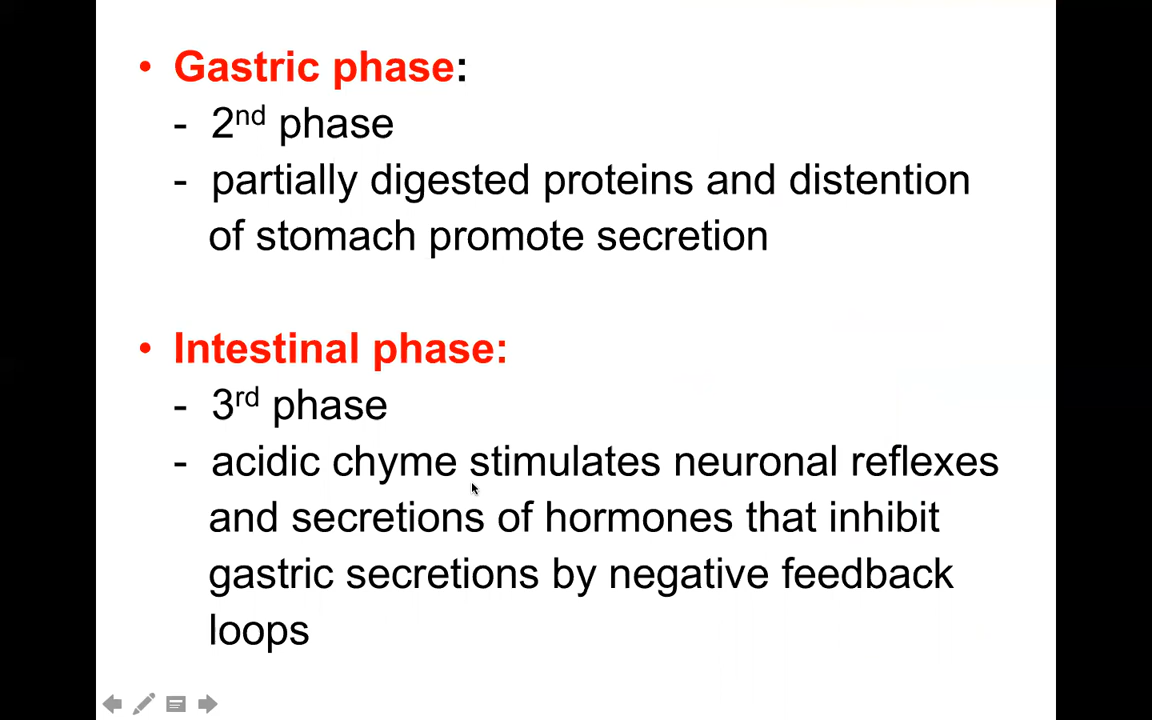 • Gastric phase:
- 2nd phase
- partially digested proteins and distention
of stomach promote secretion
• Intestinal phase:
- 3rd phase
- acidic chyme stimulates neuronal reflexes
and secretions of hormones that inhibit
gastric secretions by negative feedback
loops